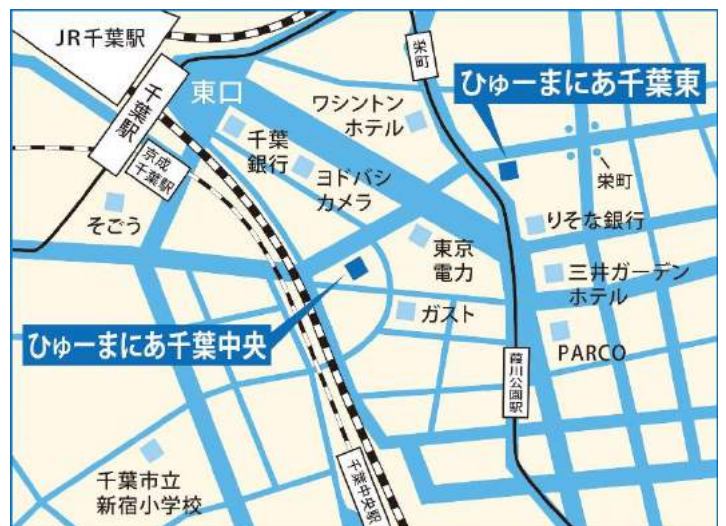 JR千葉駅
千葉駅
京成
千葉駅
東口
そごう
千葉
銀行
ヨドバシ
カメラ
ワシントン
ホテル
栄町
ひゅーまにあ千葉東
栄町
りそな銀行
東京
電力
三井ガーデン
ホテル
ガスト
PARCO
ひゅーまにあ千葉中央
葭川公園駅
千葉市立
新宿小学校
千葉中央駅